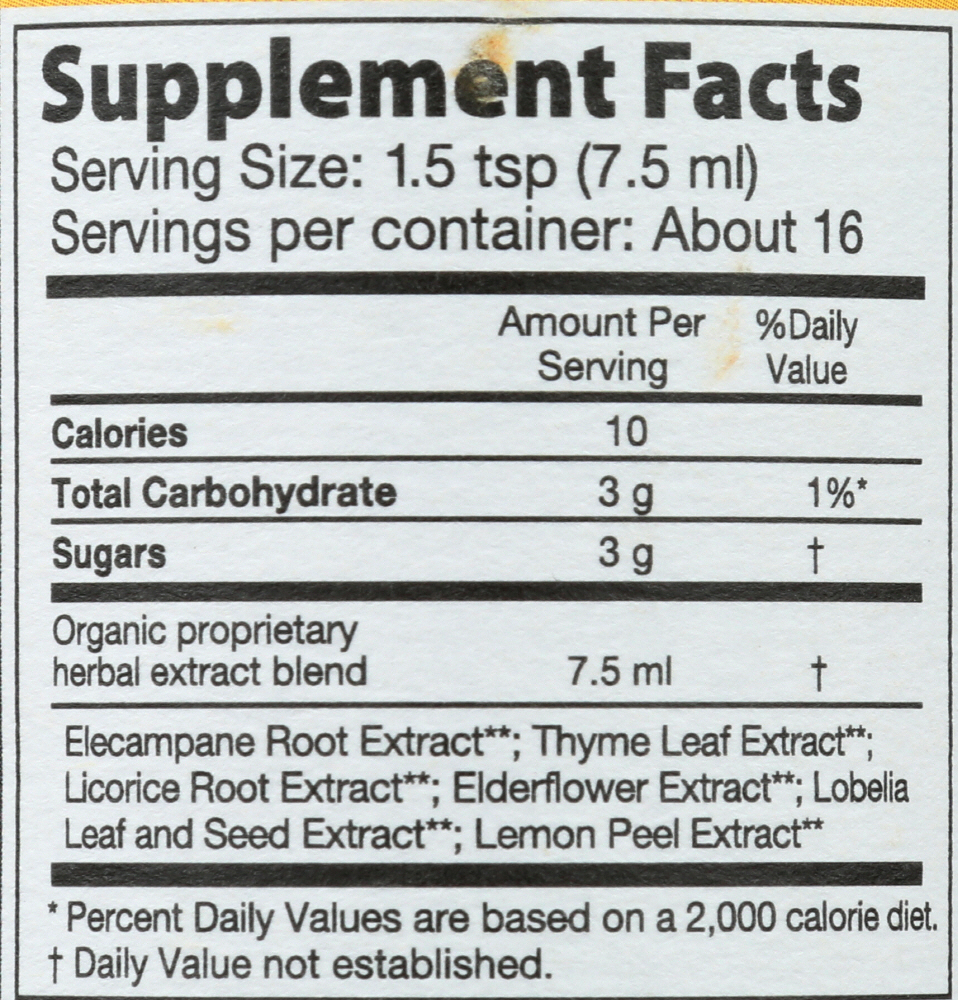 Supplement Facts
Serving Size: 1.5 tsp (7.5 ml)
Servings per container: About 16
Amount Per %Daily
Serving Value
Calories 10
Total Carbohydrate 3 g 1%*
Sugars 3 g †
Organic proprietary
herbal extract blend 7.5 ml †
Elecampane Root Extract**; Thyme Leaf Extract**;
Licorice Root Extract**; Elderflower Extract**; Lobelia
Leaf and Seed Extract**; Lemon Peel Extract**
* Percent Daily Values are based on a 2,000 calorie diet.
† Daily Value not established.